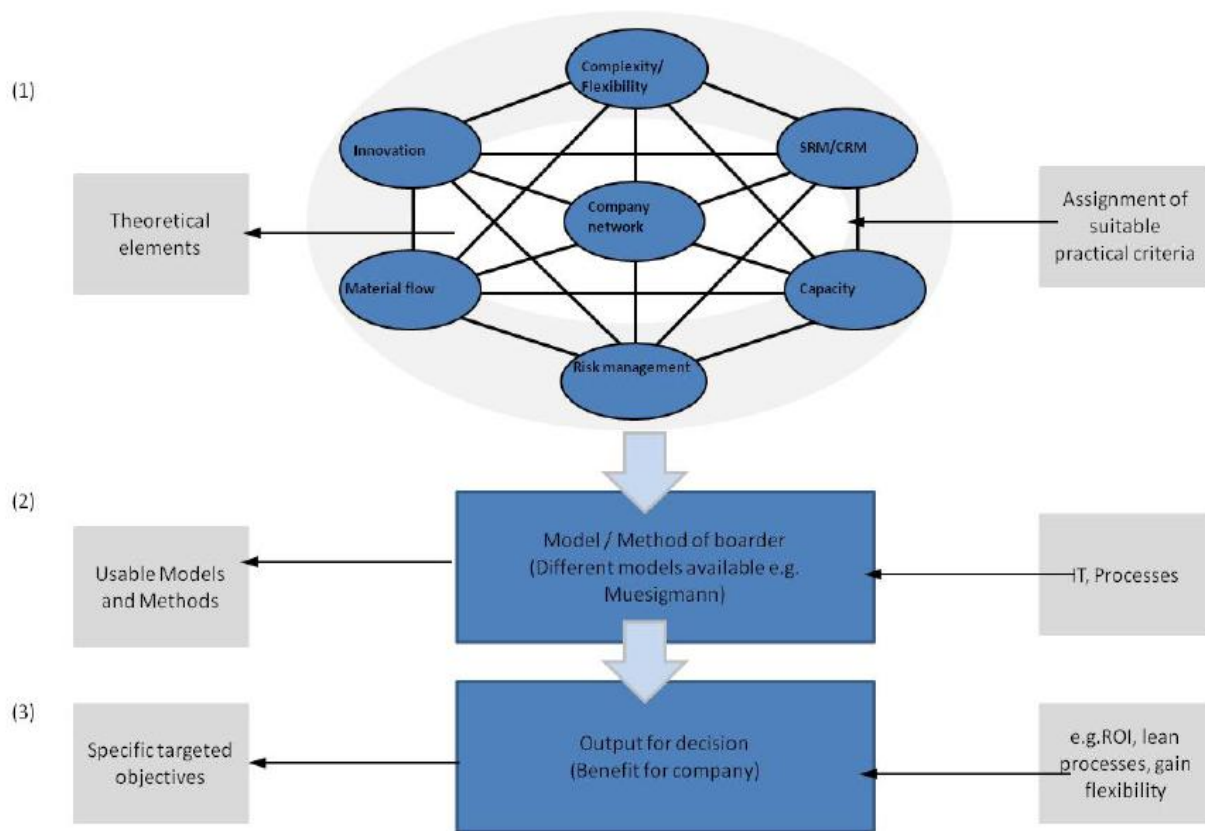 (1)
Complexity/
Flexibility
Innovation
SRM/CRM
Theoretical
elements
Company
network
Assignment of
suitable
practical criteria
Material flow
Capacity
Risk management
(2)
Model / Method of boarder
(Different models available e.g.
Muesigmann)
Usable Models
and Methods
IT, Processes
(3)
Specific targeted
objectives
Output for decision
(Benefit for company)
e.g.ROI, lean
processes, gain
flexibility